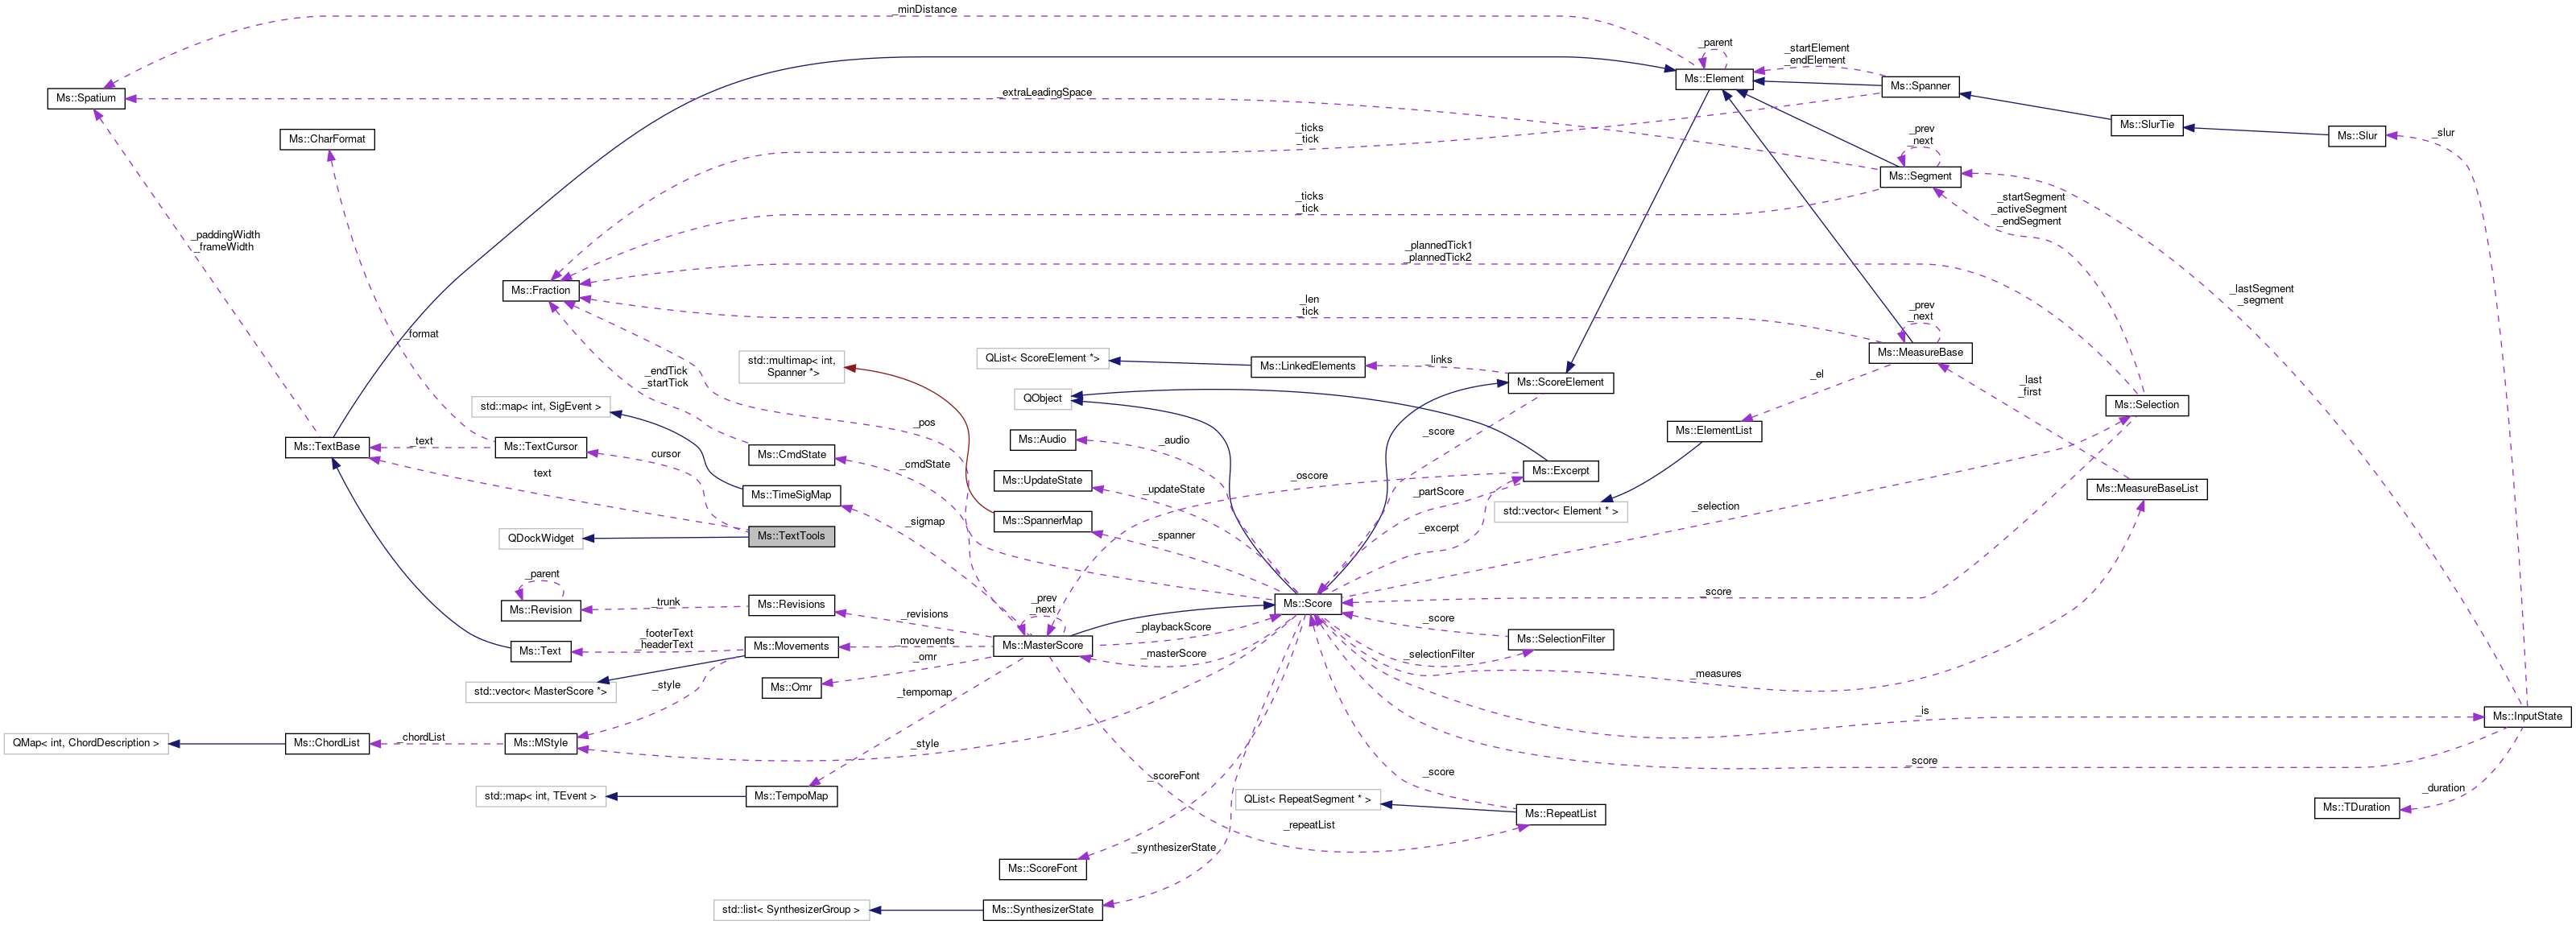 _minDistance
_parent
_startElement
_endElement
Ms::Element
Ms::Spanner
Ms::Spatium
_extraLeadingSpace
Ms::CharFormat
_ticks
_tick
_prev
_next
Ms::SlurTie
Ms::Slur
_slur
Ms::Segment
_ticks
_tick
_startSegment
_activeSegment
_endSegment
_paddingWidth
_frameWidth
_plannedTick1
_plannedTick2
Ms::Fraction
_len
_tick
_prev
_next
_lastSegment
_segment
_format
std::multimap< int,
Spanner *>
QList< ScoreElement *>
Ms::LinkedElements
_links
Ms::MeasureBase
_endTick
_startTick
_el
Ms::ScoreElement
_last
_first
QObject
std::map< int, SigEvent >
Ms::Selection
_pos
Ms::TextBase
_text
Ms::TextCursor
cursor
Ms::CmdState
_cmdState
Ms::Audio
_audio
_score
Ms::ElementList
text
Ms::UpdateState
_updateState
_oscore
Ms::Excerpt
Ms::TimeSigMap
_partScore
Ms::MeasureBaseList
_sigmap
Ms::SpannerMap
_spanner
_excerpt
std::vector< Element * >
_selection
QDockWidget
Ms::TextTools
_parent
Ms::Revision
_trunk
Ms::Revisions
_revisions
_prev
_next
Ms::Score
_score
_footerText
_headerText
Ms::Text
Ms::Movements
_movements
_omr
Ms::MasterScore
_playbackScore
_masterScore
_score
_selectionFilter
Ms::SelectionFilter
std::vector< MasterScore *>
_style
Ms::Omr
_tempomap
_measures
_is
Ms::InputState
QMap< int, ChordDescription >
Ms::ChordList
_chordList
Ms::MStyle
_style
_score
std::map< int, TEvent >
Ms::TempoMap
_scoreFont
QList< RepeatSegment * >
_score
Ms::RepeatList
_duration
Ms::TDuration
_repeatList
Ms::ScoreFont
_synthesizerState
std::list< SynthesizerGroup >
Ms::SynthesizerState